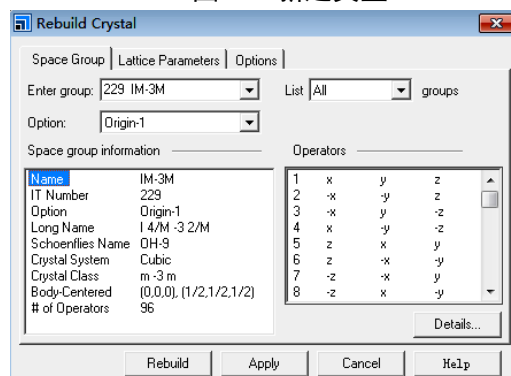 Rebuild Crystal
Space Group Lattice Parameters Options
Enter group: 229 IM-3M List All groups
Option: Origin-1
Space group information Operators
Name IM-3M
IT Number 229
Option Origin-1
Long Name I 4/M -3 2/M
Schoenflies Name OH-9
Crystal System Cubic
Crystal Class m -3 m
Body-Centered (0,0,0), (1/2,1/2,1/2)
# of Operators 96
1 x y z
2 -x -y z
3 -x y -z
4 x -y -z
5 z x y
6 z -x -y
7 -z -x y
8 -z x -y
Details...
Rebuild Apply Cancel Help